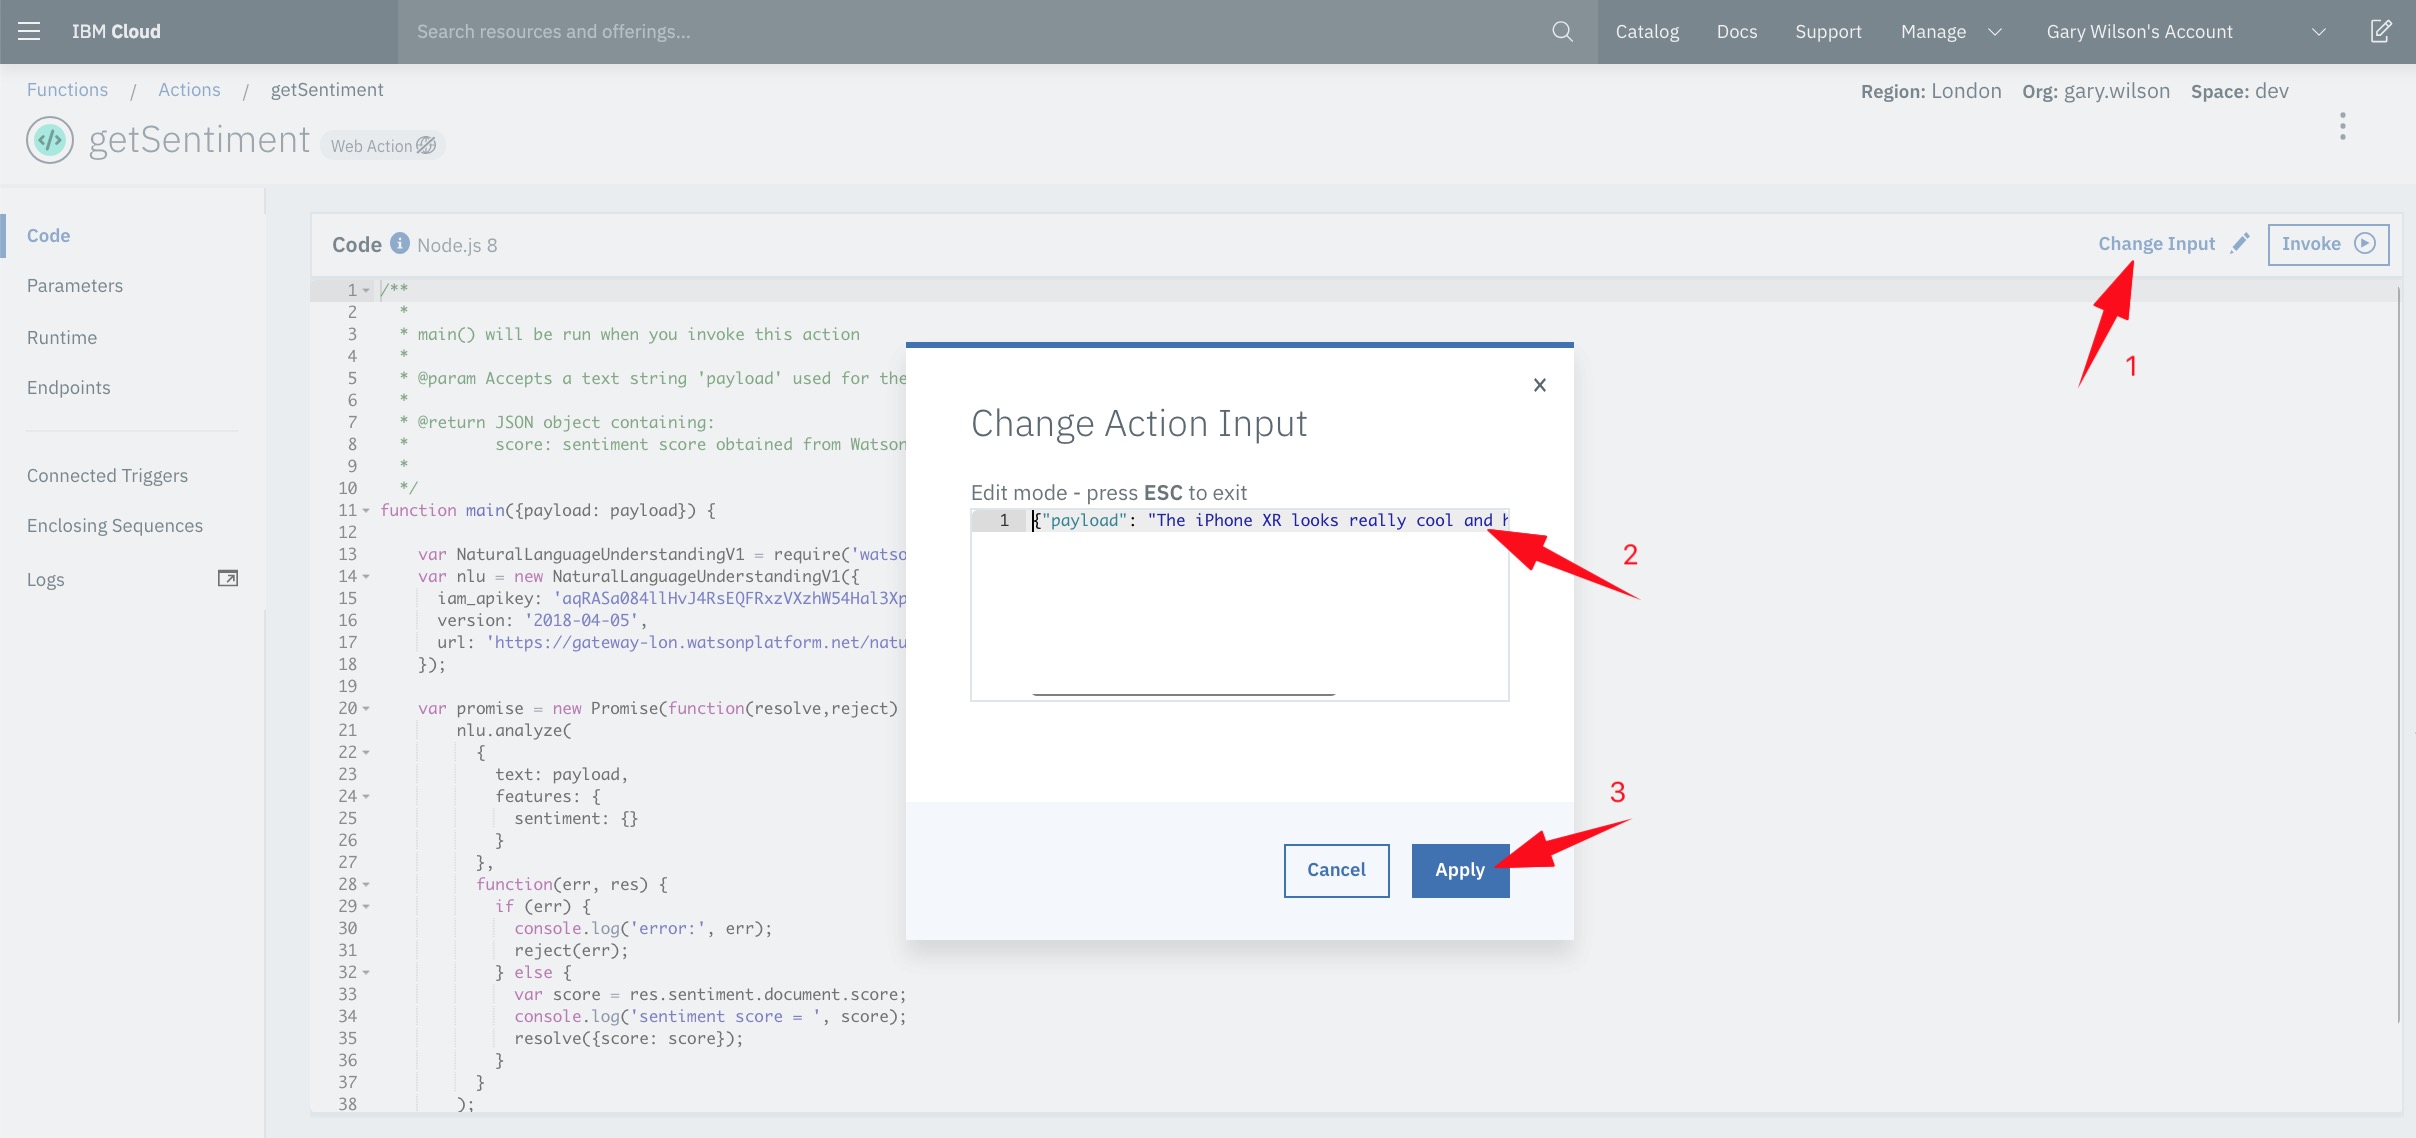 IBM Cloud
Search resources and offerings...
Catalog
Docs
Support
Manage
Gary Wilson's Account
Functions / Actions / getSentiment
Region: London Org: gary.wilson Space: dev
getSentiment
Web Action
Code
Parameters
Runtime
Endpoints
Connected Triggers
Enclosing Sequences
Logs
Code Node.js 8
Change Input
Invoke
1 /**
2 *
3 * main() will be run when you invoke this action
4 *
5 * @param Accepts a text string 'payload' used for the
6 *
7 * @return JSON object containing:
8 * score: sentiment score obtained from Watson
9 *
10 */
11 function main({payload: payload}) {
12
13 var NaturalLanguageUnderstandingV1 = require('watso
14 var nlu = new NaturalLanguageUnderstandingV1({
15 iam_apikey: 'aqRASa084llHvJ4RsEQFRxzVXzhW54Hal3Xp
16 version: '2018-04-05',
17 url: 'https://gateway-lon.watsonplatform.net/natu
18 });
19
20 var promise = new Promise(function(resolve,reject)
21 nlu.analyze(
22 {
23 text: payload,
24 features: {
25 sentiment: {}
26 }
27 },
28 function(err, res) {
29 if (err) {
30 console.log('error:', err);
31 reject(err);
32 } else {
33 var score = res.sentiment.document.score;
34 console.log('sentiment score = ', score);
35 resolve({score: score});
36 }
37 }
38 );
x
Change Action Input
Edit mode - press ESC to exit
1 {"payload": "The iPhone XR looks really cool and h
Cancel
Apply
1
2
3